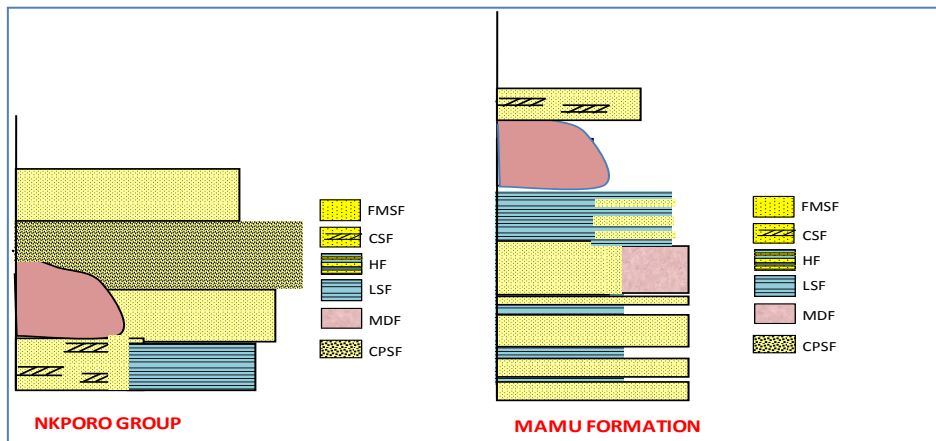 FMSF
CSF
HF
LSF
MDF
CPSF
NKPORO GROUP
FMSF
CSF
HF
LSF
MDF
CPSF
MAMU FORMATION